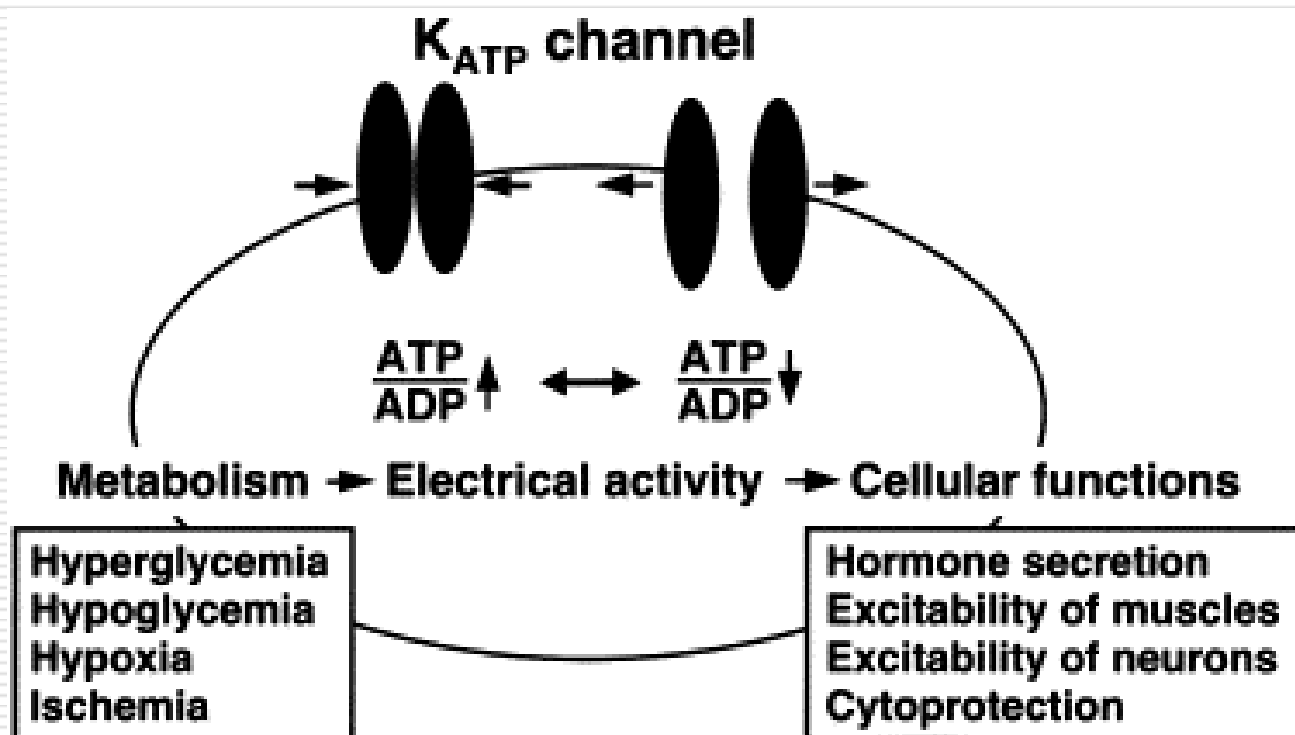 KATP channel
ATP
ADP
ATP
ADP
Metabolism Electrical activity Cellular functions
Hyperglycemia
Hypoglycemia
Hypoxia
Ischemia
Hormone secretion
Excitability of muscles
Excitability of neurons
Cytoprotection